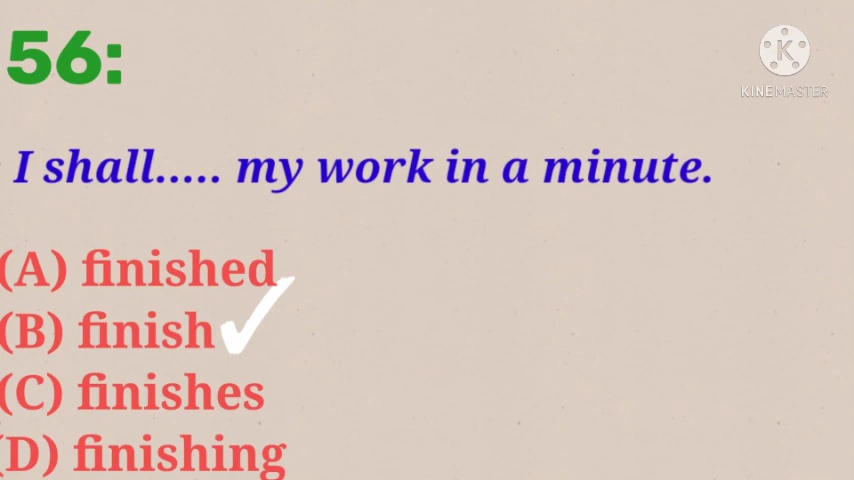 56:
KINEMASTER
I shall..... my work in a minute.
(A) finished
(B) finish
(C) finishes
(D) finishing